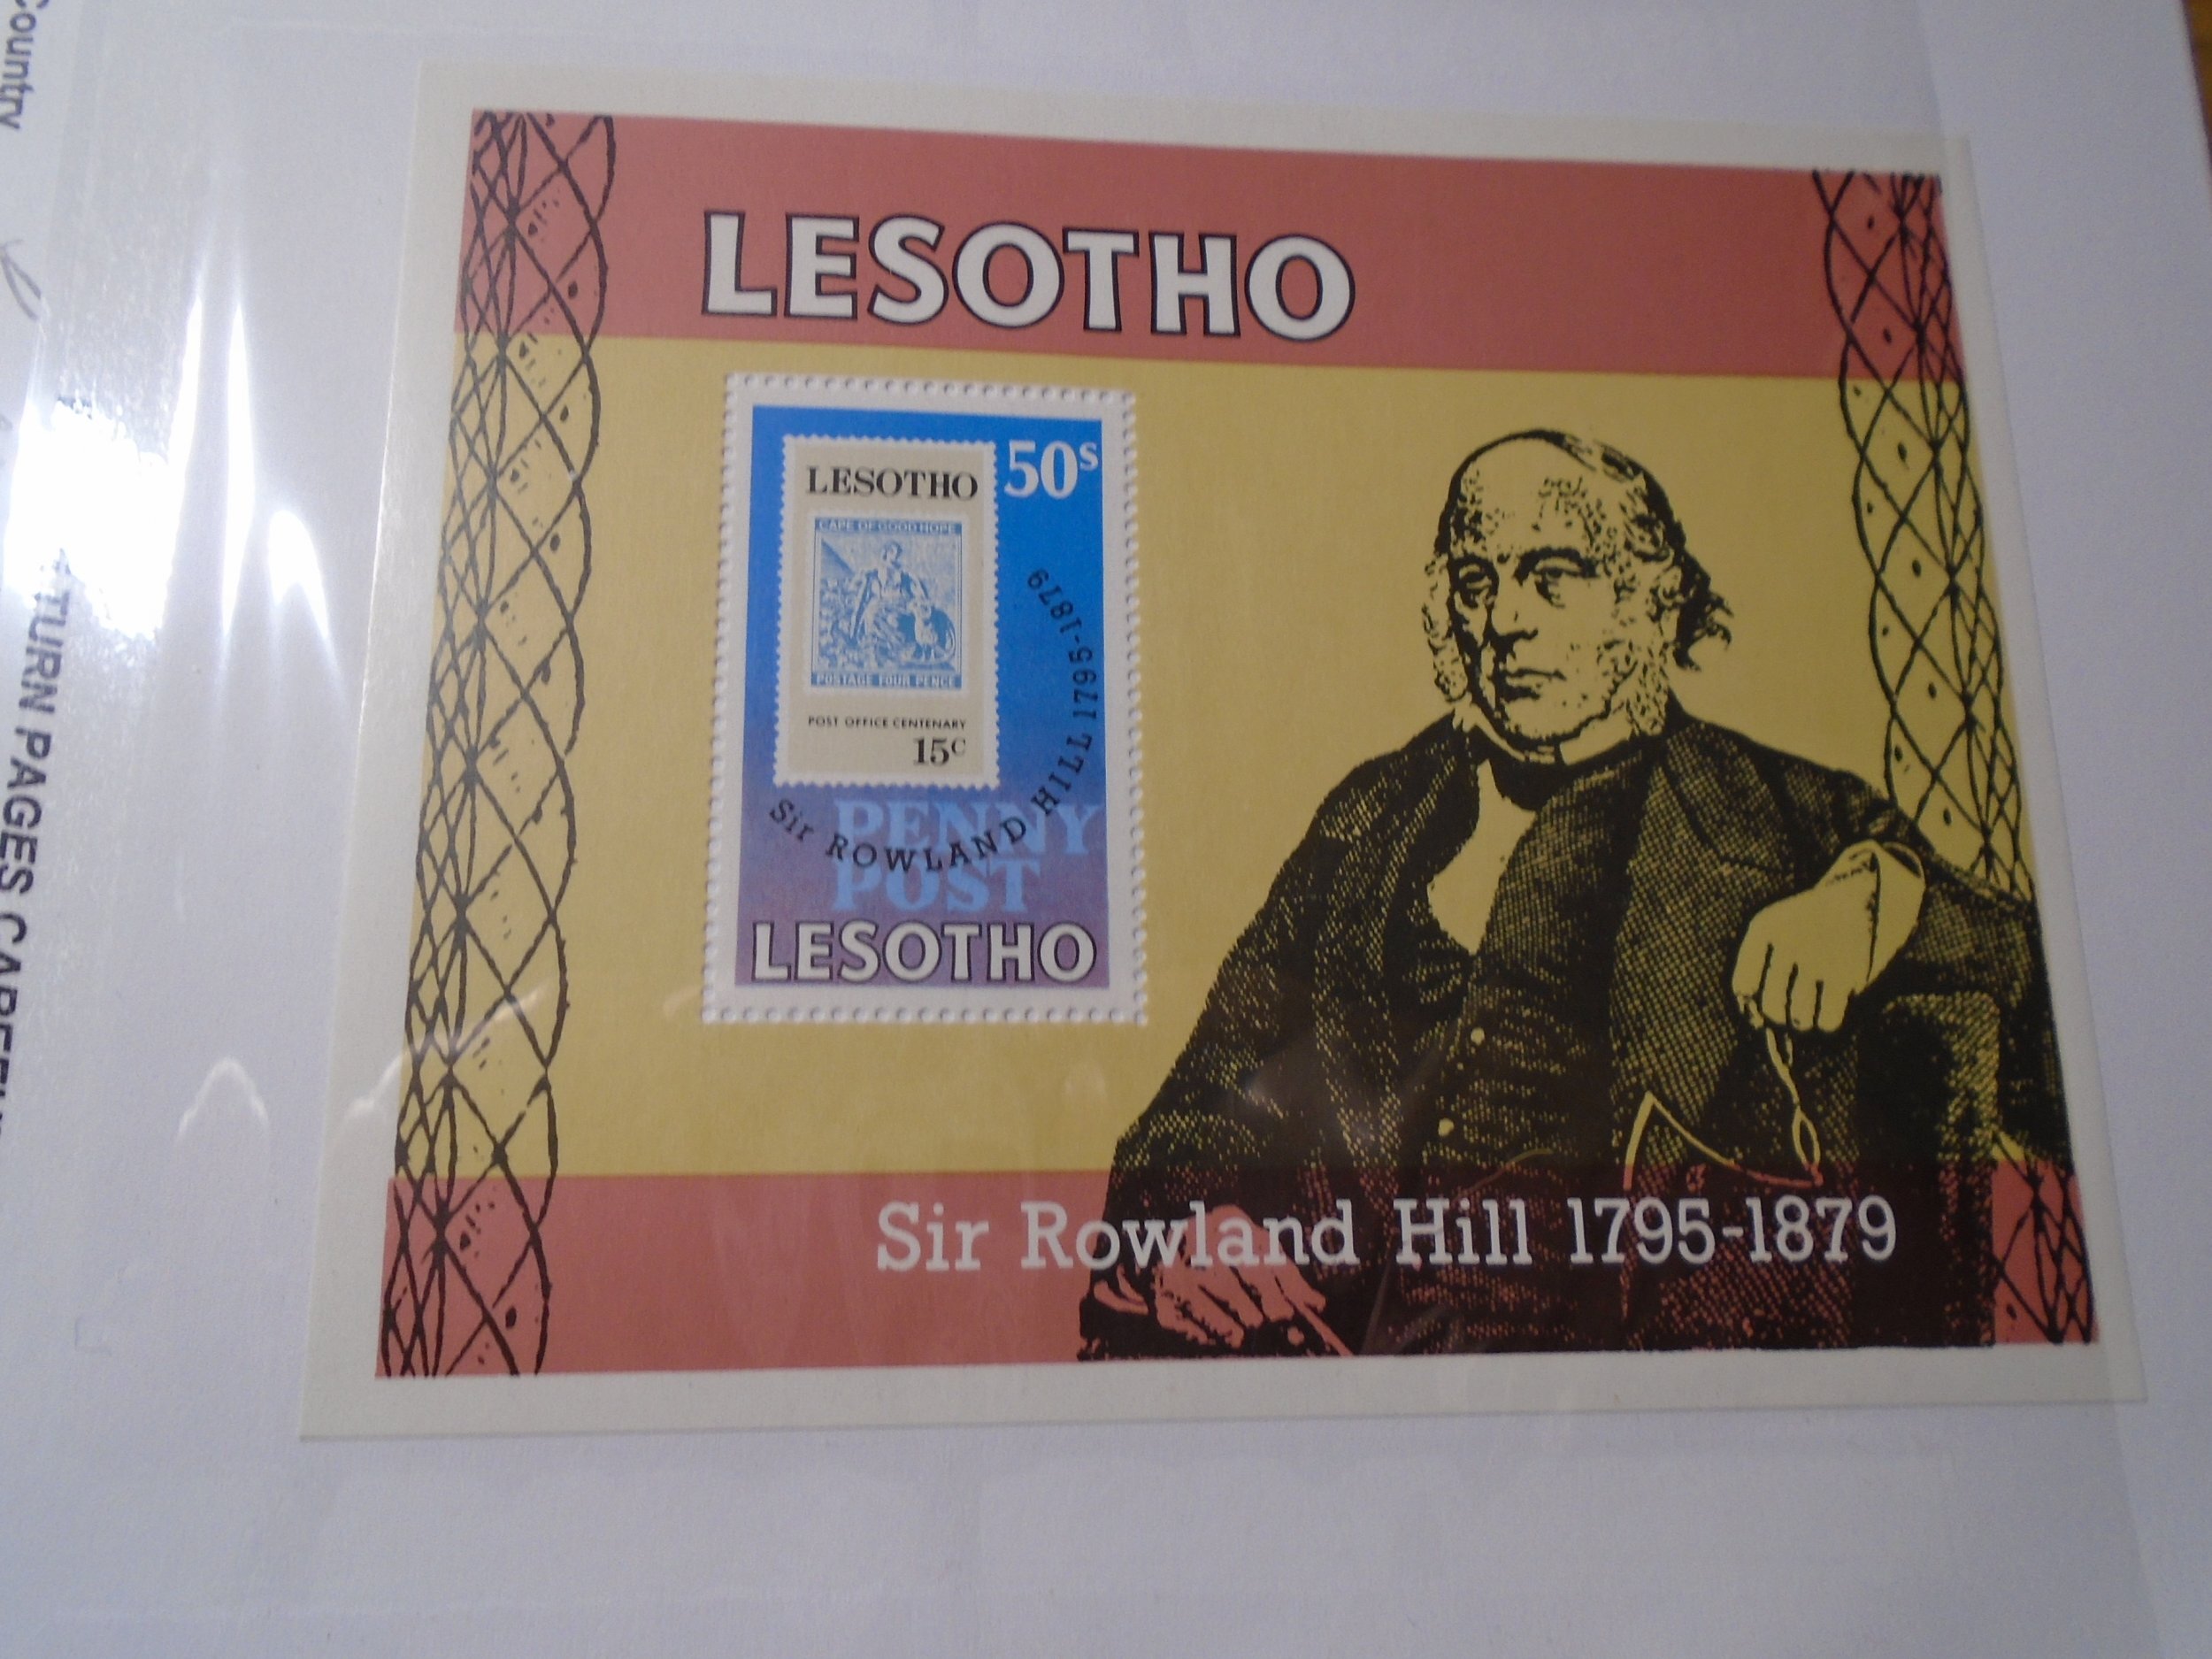 Country
TURN PAGES
LESOTHO
50s
LESOTHO
CAPE OF GOOD HOPE
POSTAGE FOUR PENCE
POST OFFICE CENTENARY
15c
Sir ROWLAND HILL 1795-1879
PENNY
POST
LESOTHO
Sir Rowland Hill 1795-1879